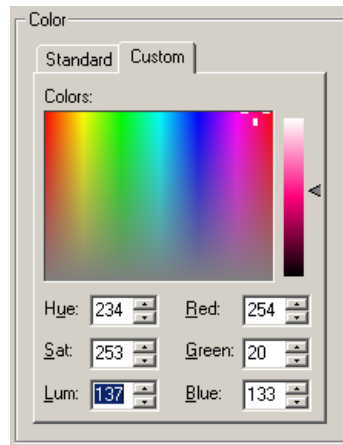 Color
Standard Custom
Colors:
Hue: 234 Red: 254
Sat: 253 Green: 20
Lum: 137 Blue: 133